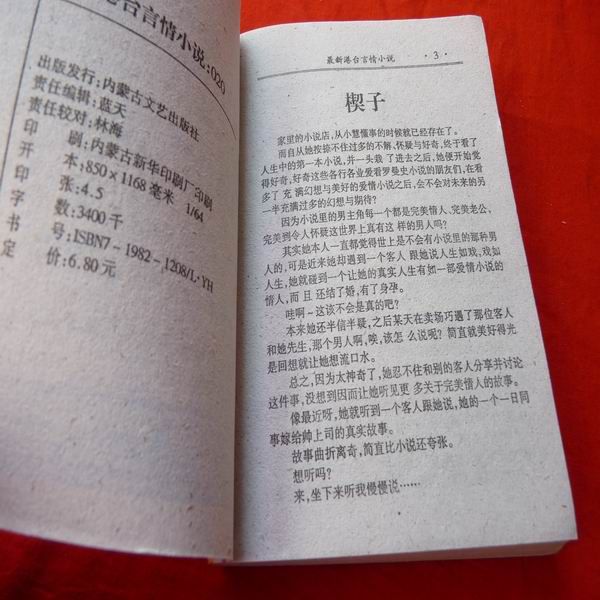 台言情小说:020
出版发行:内蒙古文艺出版社
责任编辑:蓝天
责任校对:林海
印 刷:内蒙古新华印刷厂印刷
开 本:850×1168毫米 1/64
印 张:4.5
字 数:3400千
书 号:ISBN7-1982-1208/L·YH
定 价:6.80元
最新港台言情小说 ·3·
楔子
家里的小说店,从小慧懂事的时候就已经存在了。
而自从她按捺不住过多的不解、怀疑与好奇,终于看了
人生中的第一本小说,并一头栽了进去之后,她便开始觉
得好奇,好奇这些各行各业爱看罗曼史小说的朋友们,在看
多了 充 满幻想与美好的爱情小说之后,会不会对未来的另
一半充满过多的幻想与期待?
因为小说里的男主角每一个都是完美情人、完美老公,
完美到令人怀疑这世界上真有这 样的男人吗?
其实她本人一直都觉得世上是不会有小说里的那种男
人的,可是近来她却遇到一个客人 跟她说人生如戏,戏如
人生,她就碰到一个让她的真实人生有如一部爱情小说的
情人,而 且 还结了婚,有了身孕。
哇啊~这该不会是真的吧?
本来她还半信半疑,之后某天在卖场巧遇了那位客人
和她先生,那个男人啊,唉,该怎 么说呢?简直就美好得光
是回想就让她想流口水。
总之,因为太神奇了,她忍不住和别的客人分享并讨论
这件事,没想到因而让她听见更 多关于完美情人的故事。
像最近呀,她就听到一个客人跟她说,她的一个一日同
事嫁给帅上司的真实故事。
故事曲折离奇,简直比小说还夸张。
想听吗?
来,坐下来听我慢慢说……